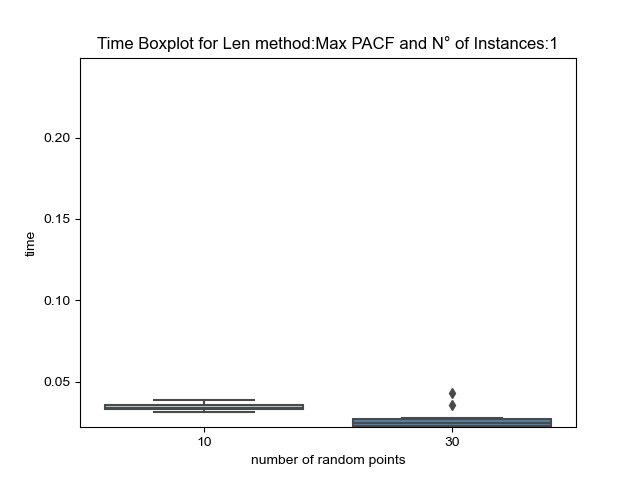 Time Boxplot for Len method:Max PACF and N° of Instances:1
0.20
0.15
time
0.10
0.05
10 30
number of random points